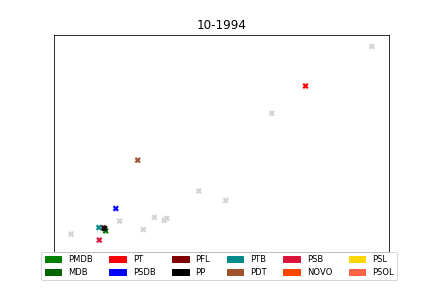 10-1994
PMDB PT PFL PTB PSB PSL
MDB PSDB PP PDT NOVO PSOL